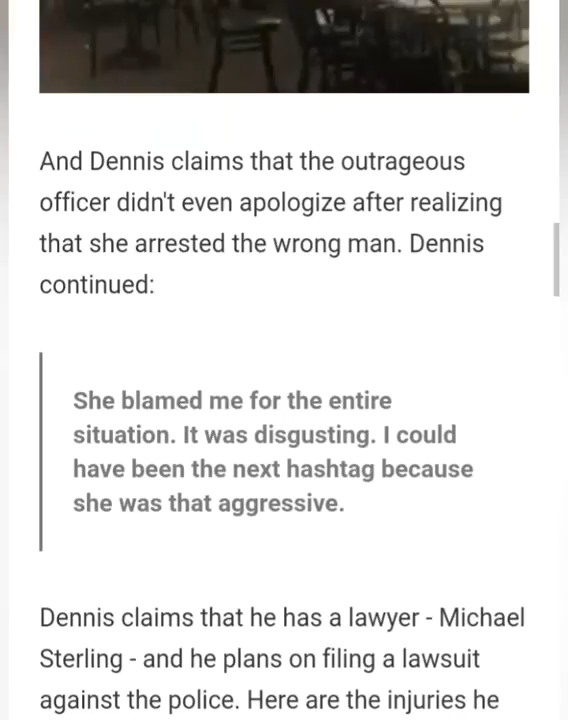 And Dennis claims that the outrageous
officer didn't even apologize after realizing
that she arrested the wrong man. Dennis
continued:
She blamed me for the entire
situation. It was disgusting. I could
have been the next hashtag because
she was that aggressive.
Dennis claims that he has a lawyer - Michael
Sterling - and he plans on filing a lawsuit
against the police. Here are the injuries he